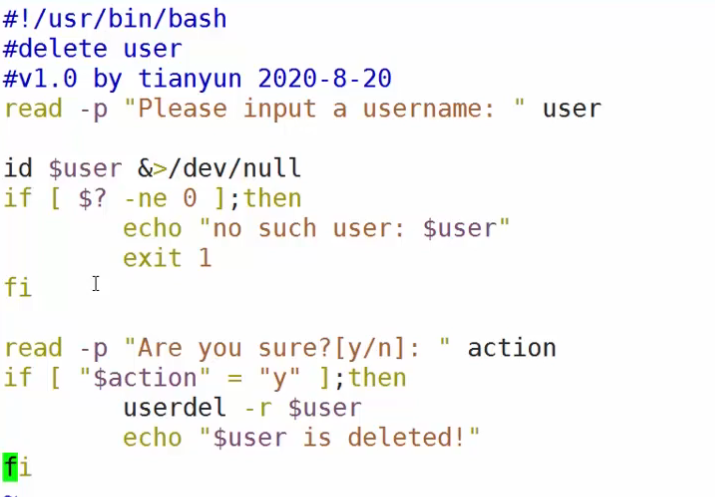 #!/usr/bin/bash
#delete user
#v1.0 by tianyun 2020-8-20
read -p "Please input a username: " user
id $user &>/dev/null
if [ $? -ne 0 ];then
echo "no such user: $user"
exit 1
fi
read -p "Are you sure?[y/n]: " action
if [ "$action" = "y" ];then
userdel -r $user
echo "$user is deleted!"
fi
~